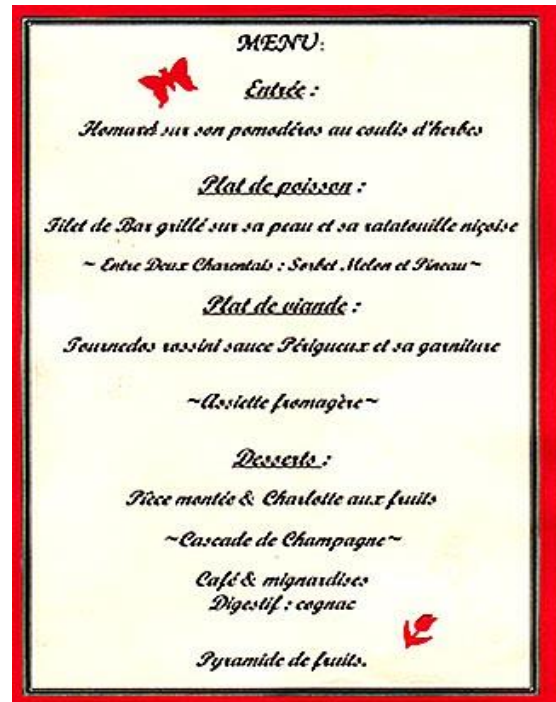 MENU:
Entrée :
Homard sur son pomodéros au coulis d'herbes
Plat de poisson :
Filet de Bar grillé sur sa peau et sa ratatouille niçoise
~ Entre Deux Charentais : Sorbet Melon et Pineau~
Plat de viande :
Tournedos rossini sauce Périgueux et sa garniture
~Assiette fromagère~
Desserts :
Pièce montée & Charlotte aux fruits
~Cascade de Champagne~
Café & mignardises
Digestif : cognac
Pyramide de fruits.